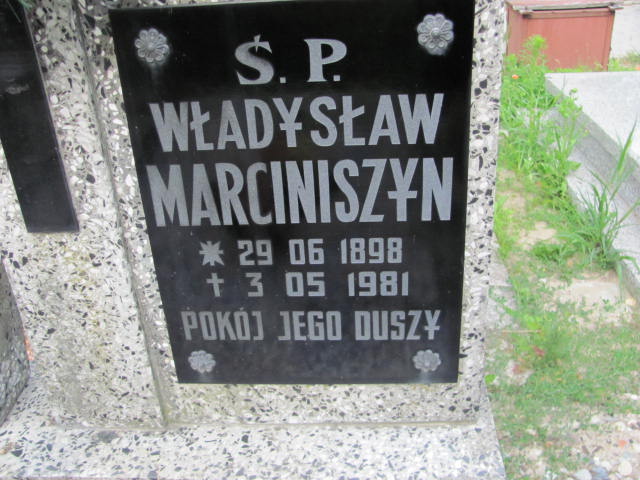 Ś. P.
WŁADYSŁAW
MARCINISZYN
* 29 06 1898
† 3 05 1981
POKÓJ JEGO DUSZY